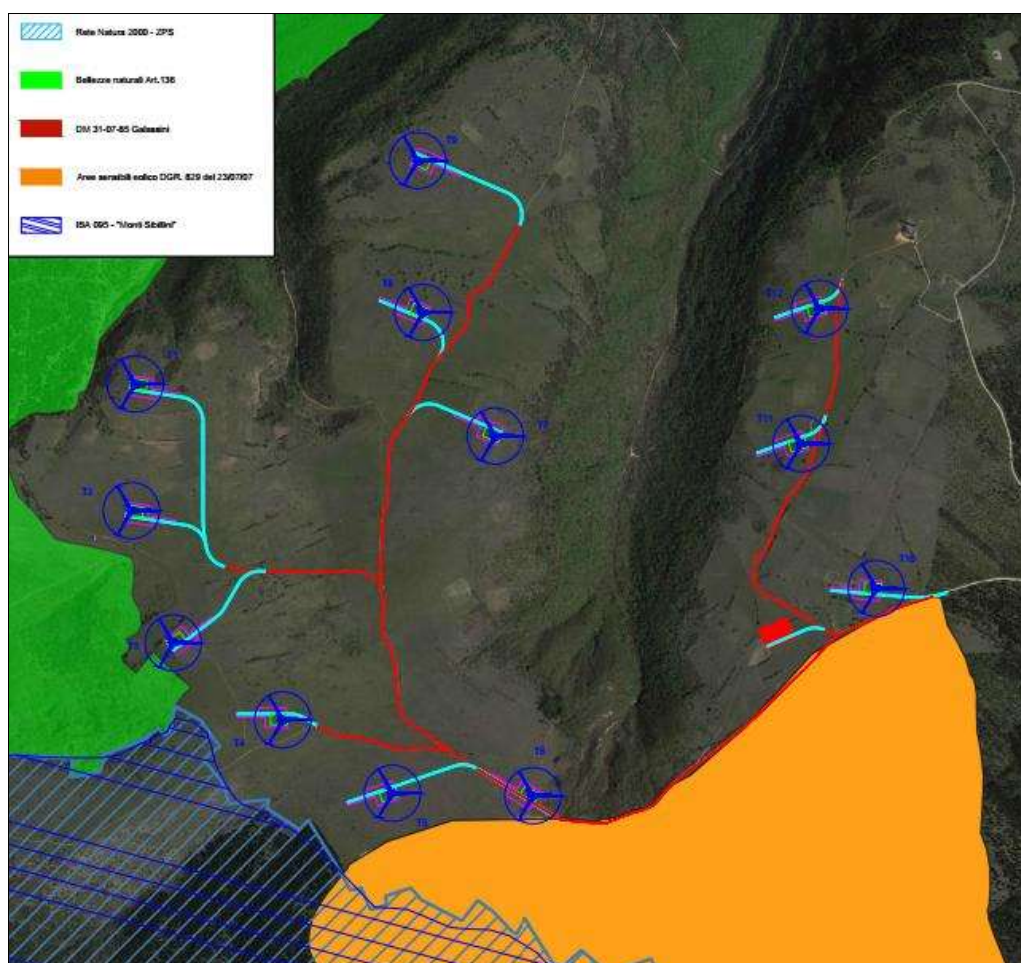 Rete Natura 2000 - ZPS
Bellezze naturali Art.136
DM 31-07-85 Galassini
Aree sensibili eolico DGR. 829 del 23/07/07
IBA 095 - "Monti Sibillini"
T9
T8
T12
T1
T7
T11
T2
T10
T3
T4
T6
T5